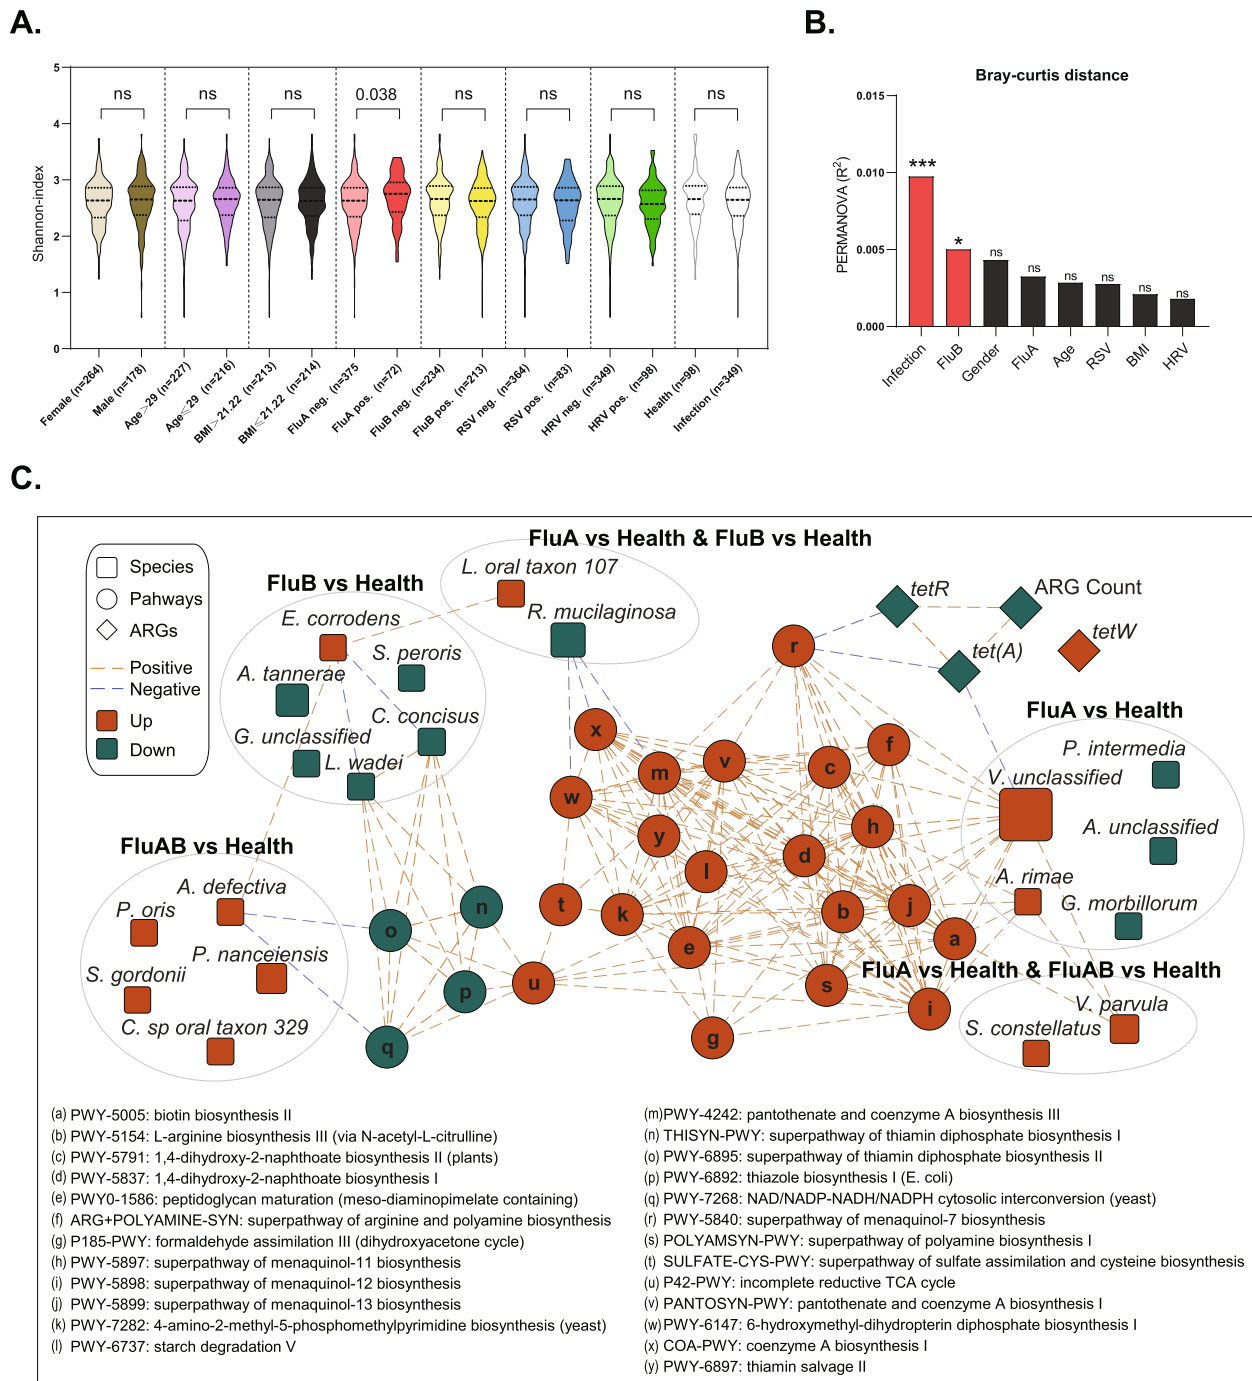 A.
5
4
3
2
1
0
Shannon-index
ns
ns
ns
0.038
ns
ns
ns
ns
Female (n=264)
Male (n=178)
Age＞29 (n=227)
Age≤29 (n=216)
BMI＞21.22 (n=213)
BMI≤21.22 (n=214)
FluA neg. (n=375
FluA pos. (n=72)
FluB neg. (n=234)
FluB pos. (n=213)
RSV neg. (n=364)
RSV pos. (n=83)
HRV neg. (n=349)
HRV pos. (n=98)
Health (n=98)
Infection (n=349)
B.
Bray-curtis distance
PERMANOVA (R²)
0.015
0.010
0.005
0.000
***
*
ns
ns
ns
ns
ns
ns
Infection
FluB
Gender
FluA
Age
RSV
BMI
HRV
C.
Species
Pahways
ARGs
Positive
Negative
Up
Down
FluA vs Health & FluB vs Health
L. oral taxon 107
R. mucilaginosa
FluB vs Health
E. corrodens
S. peroris
A. tannerae
C. concisus
G. unclassified
L. wadei
tetR
ARG Count
tetW
tet(A)
FluA vs Health
P. intermedia
V. unclassified
A. unclassified
A. rimae
G. morbillorum
FluAB vs Health
A. defectiva
P. oris
P. nanceiensis
S. gordonii
C. sp oral taxon 329
FluA vs Health & FluAB vs Health
V. parvula
S. constellatus
r
x
v
f
m
c
w
y
h
d
l
t
k
b
j
n
o
e
a
p
u
s
i
q
g
(a) PWY-5005: biotin biosynthesis II
(b) PWY-5154: L-arginine biosynthesis III (via N-acetyl-L-citrulline)
(c) PWY-5791: 1,4-dihydroxy-2-naphthoate biosynthesis II (plants)
(d) PWY-5837: 1,4-dihydroxy-2-naphthoate biosynthesis I
(e) PWY0-1586: peptidoglycan maturation (meso-diaminopimelate containing)
(f) ARG+POLYAMINE-SYN: superpathway of arginine and polyamine biosynthesis
(g) P185-PWY: formaldehyde assimilation III (dihydroxyacetone cycle)
(h) PWY-5897: superpathway of menaquinol-11 biosynthesis
(i) PWY-5898: superpathway of menaquinol-12 biosynthesis
(j) PWY-5899: superpathway of menaquinol-13 biosynthesis
(k) PWY-7282: 4-amino-2-methyl-5-phosphomethylpyrimidine biosynthesis (yeast)
(l) PWY-6737: starch degradation V
(m)PWY-4242: pantothenate and coenzyme A biosynthesis III
(n) THISYN-PWY: superpathway of thiamin diphosphate biosynthesis I
(o) PWY-6895: superpathway of thiamin diphosphate biosynthesis II
(p) PWY-6892: thiazole biosynthesis I (E. coli)
(q) PWY-7268: NAD/NADP-NADH/NADPH cytosolic interconversion (yeast)
(r) PWY-5840: superpathway of menaquinol-7 biosynthesis
(s) POLYAMSYN-PWY: superpathway of polyamine biosynthesis I
(t) SULFATE-CYS-PWY: superpathway of sulfate assimilation and cysteine biosynthesis
(u) P42-PWY: incomplete reductive TCA cycle
(v) PANTOSYN-PWY: pantothenate and coenzyme A biosynthesis I
(w) PWY-6147: 6-hydroxymethyl-dihydropterin diphosphate biosynthesis I
(x) COA-PWY: coenzyme A biosynthesis I
(y) PWY-6897: thiamin salvage II